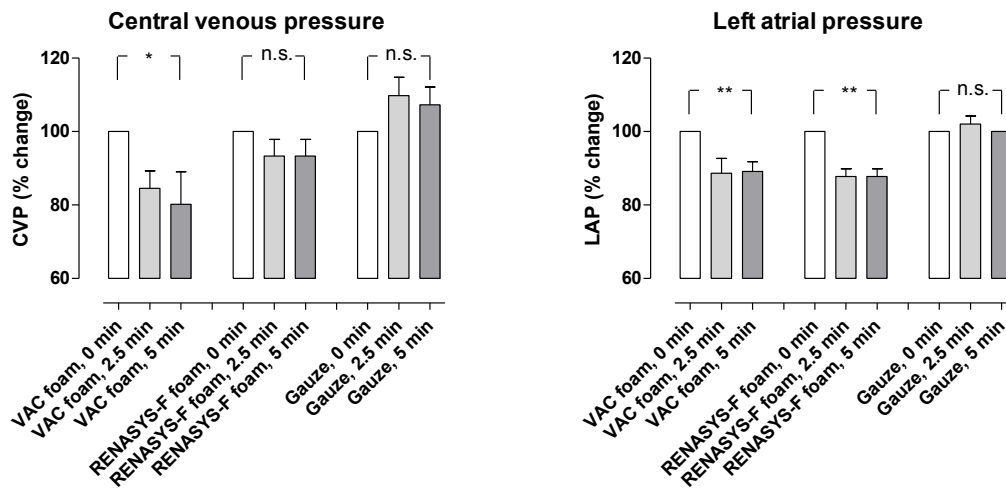 Central venous pressure
CVP (% change)
120
100
80
60
*
n.s.
n.s.
VAC foam, 0 min
VAC foam, 2.5 min
VAC foam, 5 min
RENASYS-F foam, 0 min
RENASYS-F foam, 2.5 min
RENASYS-F foam, 5 min
Gauze, 0 min
Gauze, 2.5 min
Gauze, 5 min
Left atrial pressure
LAP (% change)
120
100
80
60
**
**
n.s.
VAC foam, 0 min
VAC foam, 2.5 min
VAC foam, 5 min
RENASYS-F foam, 0 min
RENASYS-F foam, 2.5 min
RENASYS-F foam, 5 min
Gauze, 0 min
Gauze, 2.5 min
Gauze, 5 min